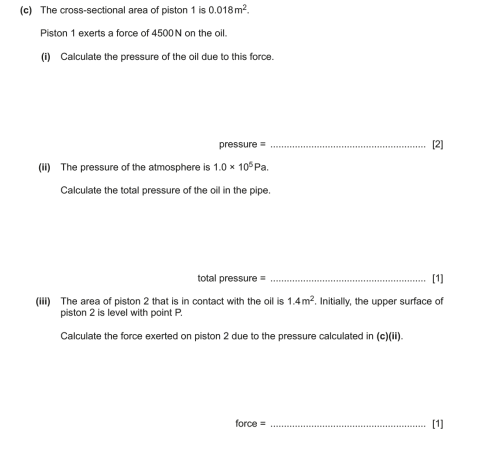 (c) The cross-sectional area of piston 1 is 0.018 m².
Piston 1 exerts a force of 4500 N on the oil.
(i) Calculate the pressure of the oil due to this force.
pressure = ......................................................... [2]
(ii) The pressure of the atmosphere is 1.0 × 10⁵ Pa.
Calculate the total pressure of the oil in the pipe.
total pressure = ......................................................... [1]
(iii) The area of piston 2 that is in contact with the oil is 1.4 m². Initially, the upper surface of
piston 2 is level with point P.
Calculate the force exerted on piston 2 due to the pressure calculated in (c)(ii).
force = ......................................................... [1]